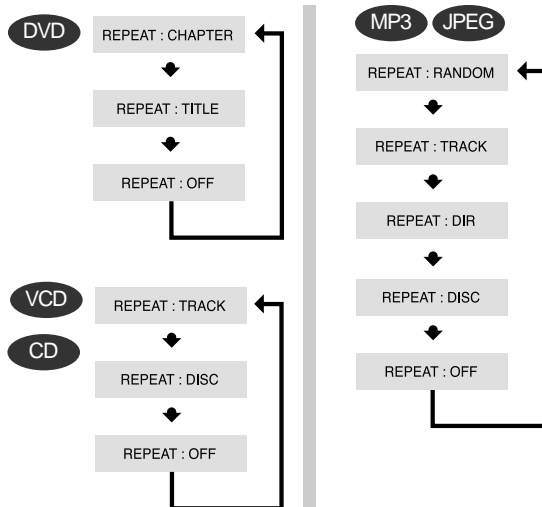 DVD
REPEAT : CHAPTER
REPEAT : TITLE
REPEAT : OFF
VCD
CD
REPEAT : TRACK
REPEAT : DISC
REPEAT : OFF
MP3 JPEG
REPEAT : RANDOM
REPEAT : TRACK
REPEAT : DIR
REPEAT : DISC
REPEAT : OFF